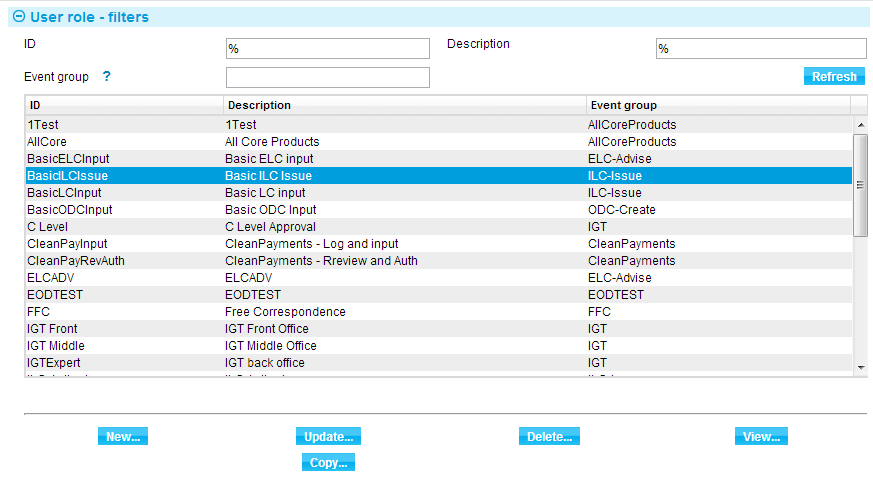 User role - filters
ID % Description %
Event group ?
Refresh
ID Description Event group
1Test 1Test AllCoreProducts
AllCore All Core Products AllCoreProducts
BasicELCInput Basic ELC input ELC-Advise
BasicILCIssue Basic ILC Issue ILC-Issue
BasicLCInput Basic LC input ILC-Issue
BasicODCInput Basic ODC Input ODC-Create
C Level C Level Approval IGT
CleanPayInput CleanPayments - Log and input CleanPayments
CleanPayRevAuth CleanPayments - Rreview and Auth CleanPayments
ELCADV ELCADV ELC-Advise
EODTEST EODTEST EODTEST
FFC Free Correspondence FFC
IGT Front IGT Front Office IGT
IGT Middle IGT Middle Office IGT
IGTExpert IGT back office IGT
New... Update... Delete... View...
Copy...